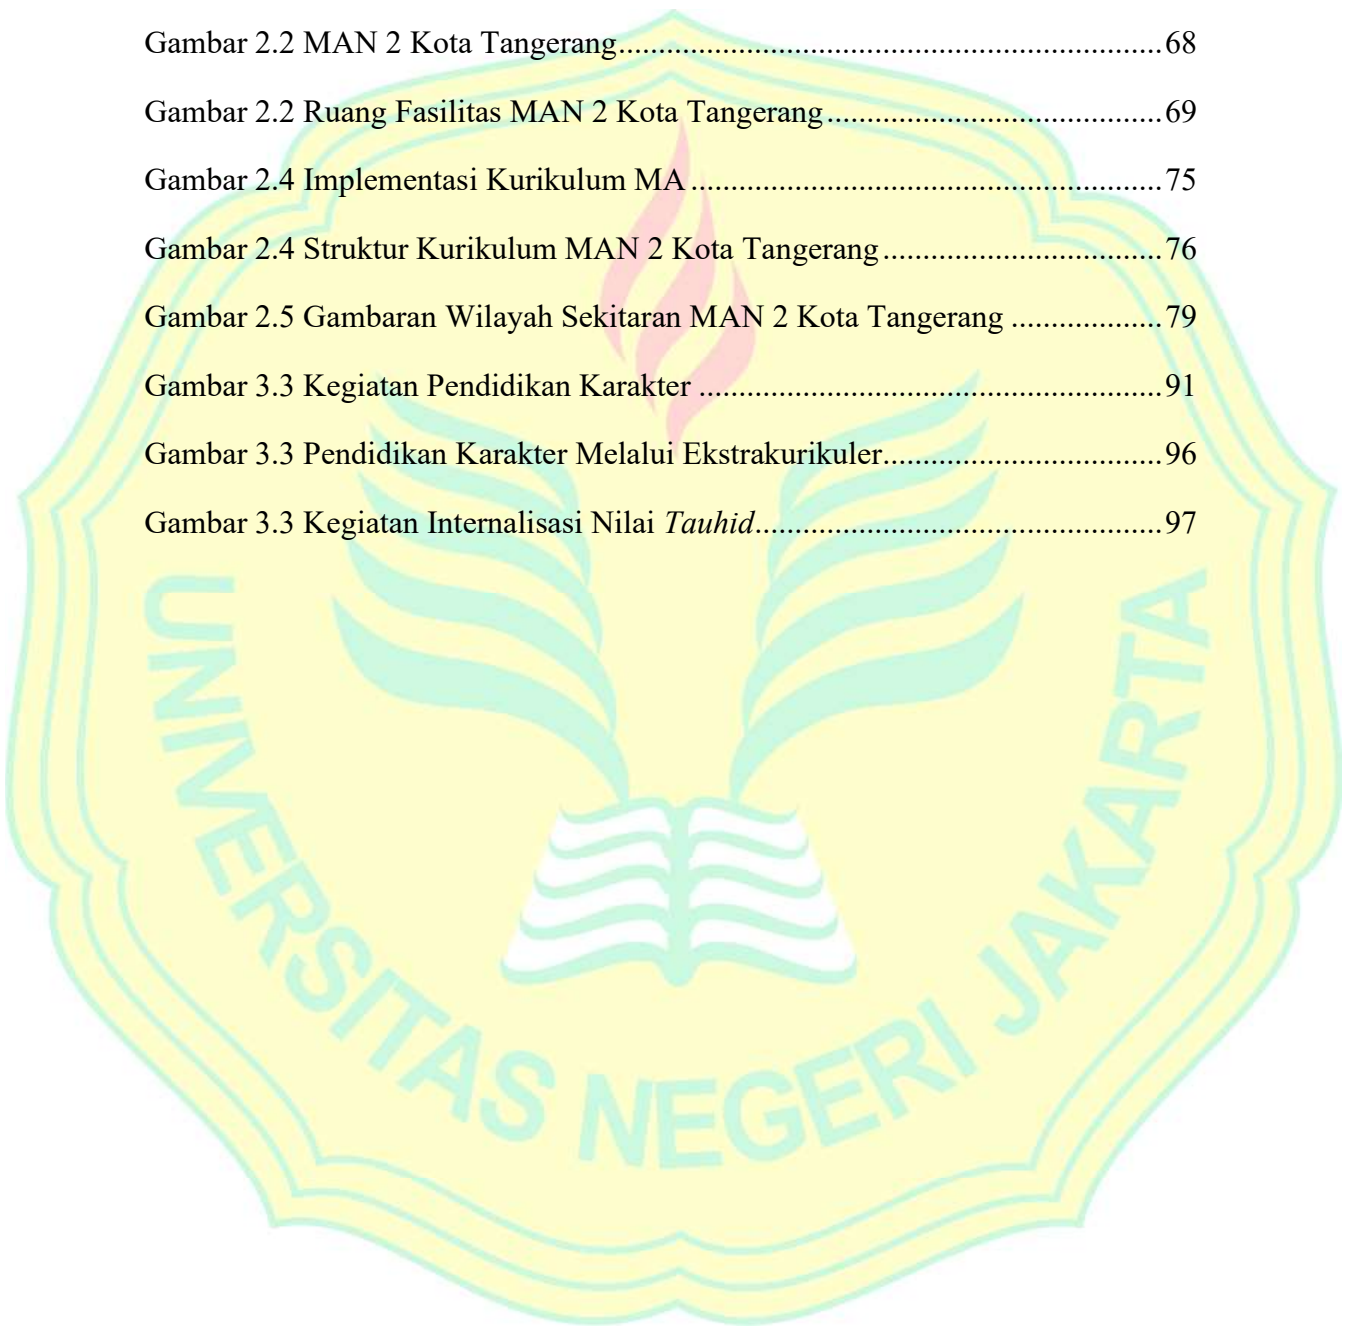 Gambar 2.2 MAN 2 Kota Tangerang....................................................................68
Gambar 2.2 Ruang Fasilitas MAN 2 Kota Tangerang..........................................69
Gambar 2.4 Implementasi Kurikulum MA...........................................................75
Gambar 2.4 Struktur Kurikulum MAN 2 Kota Tangerang...................................76
Gambar 2.5 Gambaran Wilayah Sekitaran MAN 2 Kota Tangerang ...................79
Gambar 3.3 Kegiatan Pendidikan Karakter ..........................................................91
Gambar 3.3 Pendidikan Karakter Melalui Ekstrakurikuler...................................96
Gambar 3.3 Kegiatan Internalisasi Nilai Tauhid...................................................97
UNIVERSITAS NEGERI JAKARTA